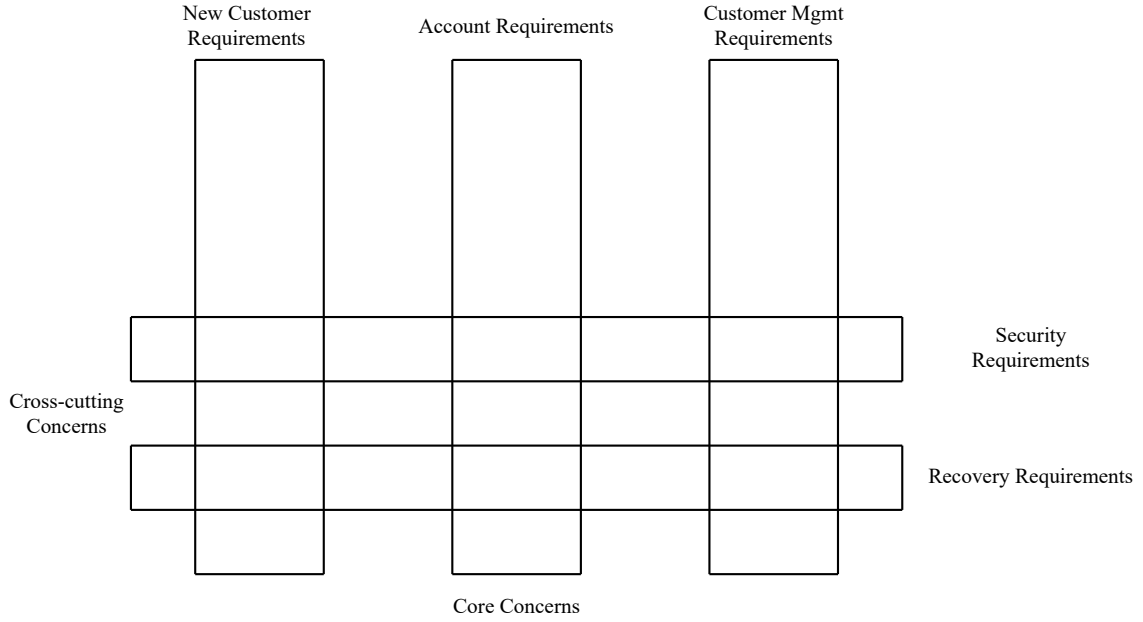 New Customer
Requirements
Account Requirements
Customer Mgmt
Requirements
Security
Requirements
Cross-cutting
Concerns
Recovery Requirements
Core Concerns